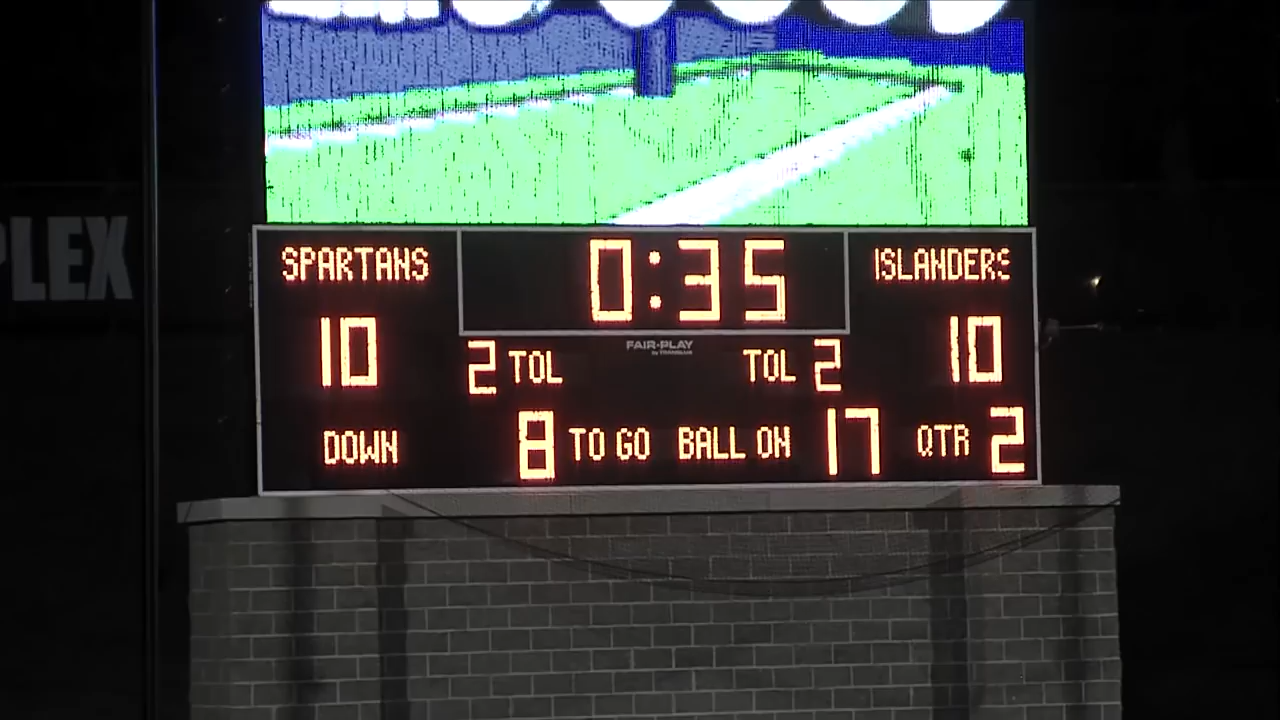 PLEX
SPARTANS 0:35 ISLANDERS
10 10
FAIR-PLAY
2 TOL TOL 2
DOWN 8 TO GO BALL ON 17 QTR 2